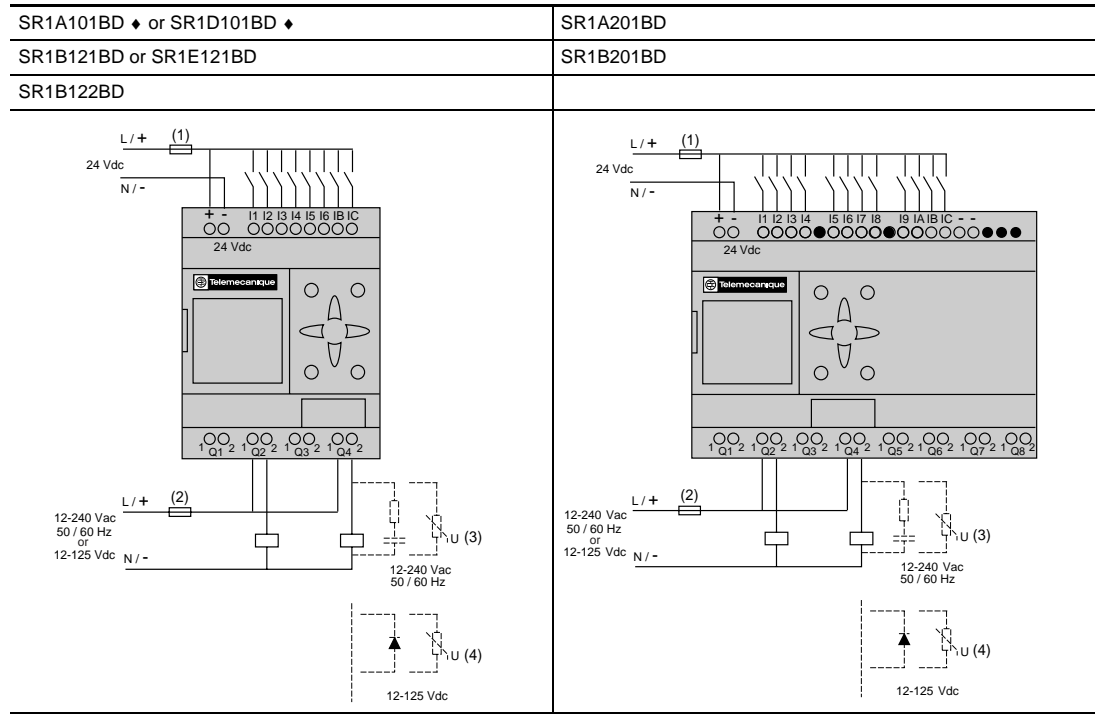 SR1A101BD ♦ or SR1D101BD ♦
SR1A201BD
SR1B121BD or SR1E121BD
SR1B201BD
SR1B122BD
L / + (1)
24 Vdc
N / -
+ - I1 I2 I3 I4 I5 I6 IB IC
24 Vdc
Telemecanique
1 Q1 2 1 Q2 2 1 Q3 2 1 Q4 2
L / + (2)
12-240 Vac
50 / 60 Hz
or
12-125 Vdc
N / -
U (3)
12-240 Vac
50 / 60 Hz
U (4)
12-125 Vdc
L / + (1)
24 Vdc
N / -
+ - I1 I2 I3 I4 I5 I6 I7 I8 I9 IA IB IC - -
24 Vdc
Telemecanique
1 Q1 2 1 Q2 2 1 Q3 2 1 Q4 2 1 Q5 2 1 Q6 2 1 Q7 2 1 Q8 2
L / + (2)
12-240 Vac
50 / 60 Hz
or
12-125 Vdc
N / -
U (3)
12-240 Vac
50 / 60 Hz
U (4)
12-125 Vdc